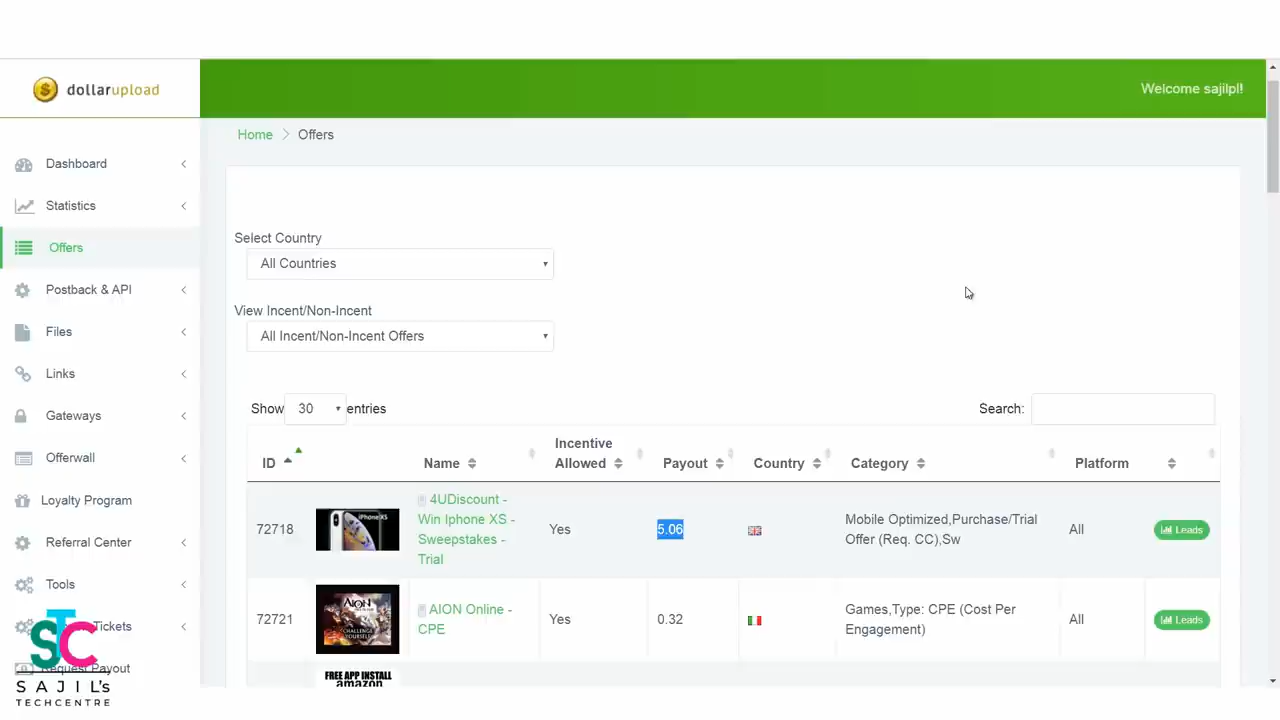 dollarupload
Welcome sajilpl!
Home > Offers
Dashboard
Statistics
Offers
Postback & API
Files
Links
Gateways
Offerwall
Loyalty Program
Referral Center
Tools
Tickets
Request Payout
STC
SAJIL's
TECHCENTRE
Select Country
All Countries
View Incent/Non-Incent
All Incent/Non-Incent Offers
Show 30 entries
Search:
ID Name Incentive Allowed Payout Country Category Platform
72718
iPhone XS
4UDiscount -
Win Iphone XS -
Sweepstakes -
Trial
Yes
5.06
Mobile Optimized,Purchase/Trial
Offer (Req. CC),Sw
All
Leads
72721
AION
AION Online -
CPE
Yes
0.32
Games,Type: CPE (Cost Per
Engagement)
All
Leads
FREE APP INSTALL
amazon